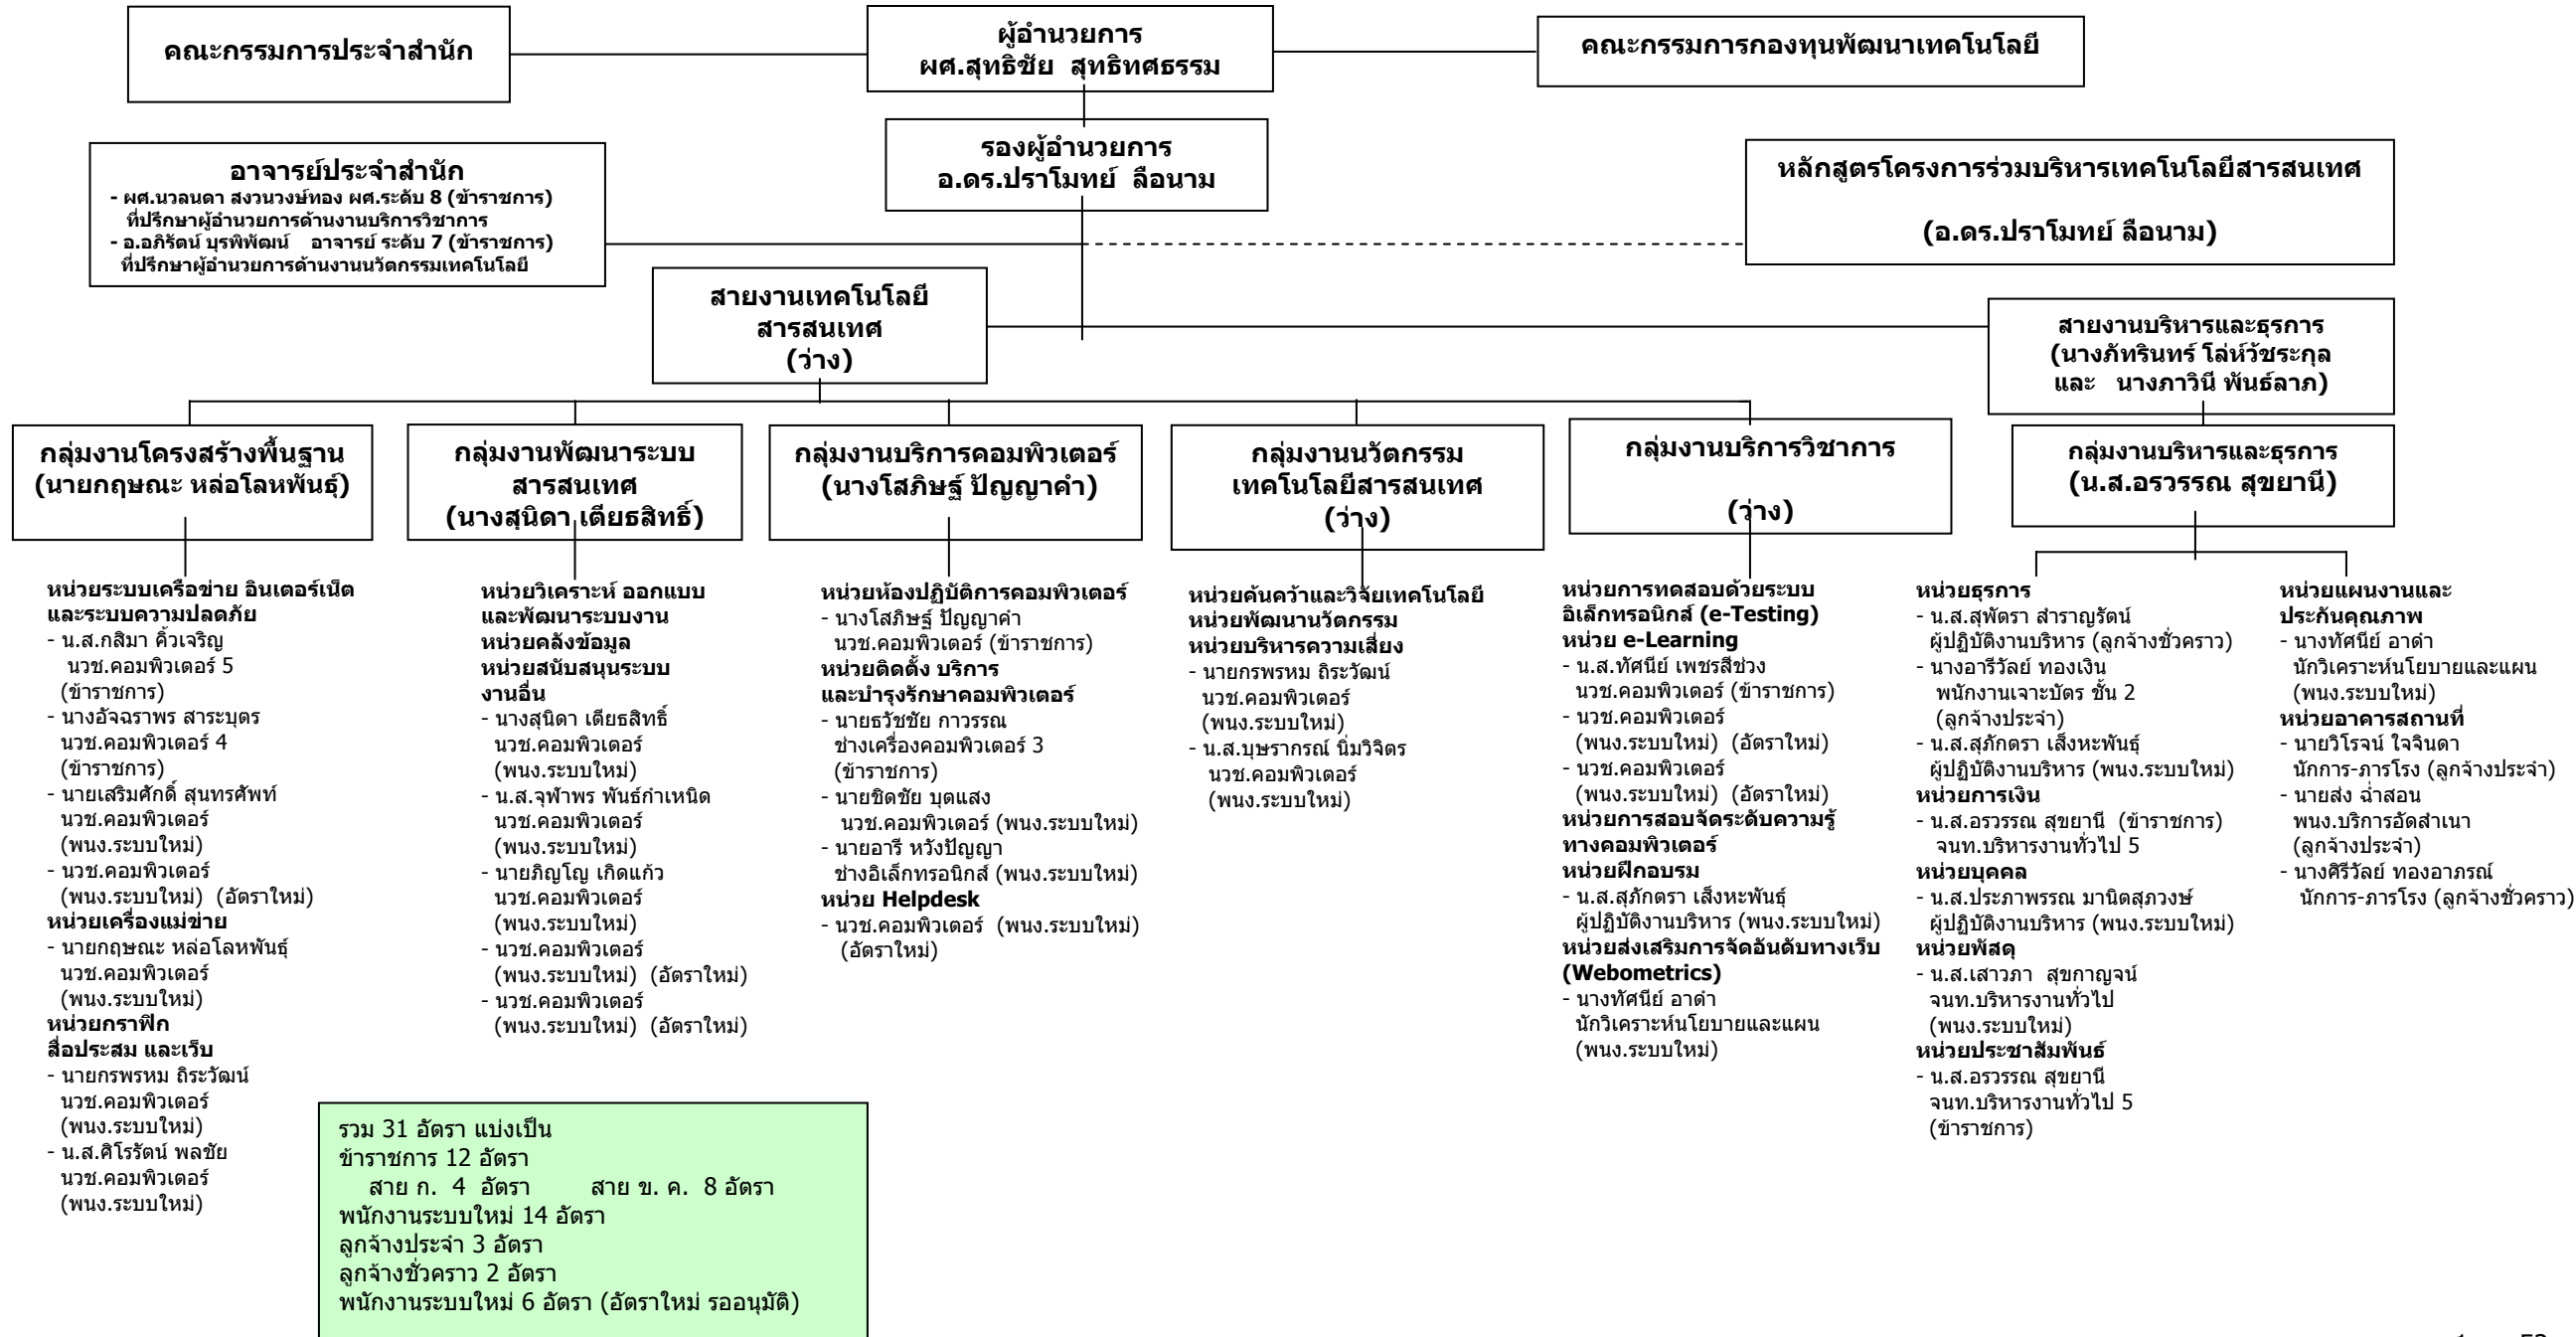 คณะกรรมการประจำสำนัก
ผู้อำนวยการ
ผศ.สุทธิชัย สุทธิทศธรรม
คณะกรรมการกองทุนพัฒนาเทคโนโลยี
รองผู้อำนวยการ
อ.ดร.ปราโมทย์ ลือนาม
อาจารย์ประจำสำนัก
- ผศ.นวลนดา สงวนวงษ์ทอง ผศ.ระดับ 8 (ข้าราชการ)
ที่ปรึกษาผู้อำนวยการด้านงานบริการวิชาการ
- อ.อภิรัตน์ บุรพิพัฒน์ อาจารย์ ระดับ 7 (ข้าราชการ)
ที่ปรึกษาผู้อำนวยการด้านงานนวัตกรรมเทคโนโลยี
หลักสูตรโครงการร่วมบริหารเทคโนโลยีสารสนเทศ
(อ.ดร.ปราโมทย์ ลือนาม)
สายงานเทคโนโลยี
สารสนเทศ
(ว่าง)
สายงานบริหารและธุรการ
(นางภัทรินทร์ โล่ห์วัชระกุล
และ นางภาวินี พันธ์ลาภ)
กลุ่มงานโครงสร้างพื้นฐาน
(นายกฤษณะ หล่อโลหพันธุ์)
กลุ่มงานพัฒนาระบบ
สารสนเทศ
(นางสุนิดา เตียธสิทธิ์)
กลุ่มงานบริการคอมพิวเตอร์
(นางโสภิษฐ์ ปัญญาคำ)
กลุ่มงานนวัตกรรม
เทคโนโลยีสารสนเทศ
(ว่าง)
กลุ่มงานบริการวิชาการ
(ว่าง)
กลุ่มงานบริหารและธุรการ
(น.ส.อรวรรณ สุขยานี)
หน่วยระบบเครือข่าย อินเตอร์เน็ต
และระบบความปลดภัย
- น.ส.กสิมา คิ้วเจริญ
นวช.คอมพิวเตอร์ 5
(ข้าราชการ)
- นางอัจฉราพร สาระบุตร
นวช.คอมพิวเตอร์ 4
(ข้าราชการ)
- นายเสริมศักดิ์ สุนทรศัพท์
นวช.คอมพิวเตอร์
(พนง.ระบบใหม่)
- นวช.คอมพิวเตอร์
(พนง.ระบบใหม่) (อัตราใหม่)
หน่วยเครื่องแม่ข่าย
- นายกฤษณะ หล่อโลหพันธุ์
นวช.คอมพิวเตอร์
(พนง.ระบบใหม่)
หน่วยกราฟิก
สื่อประสม และเว็บ
- นายกรพรหม ถิระวัฒน์
นวช.คอมพิวเตอร์
(พนง.ระบบใหม่)
- น.ส.ศิโรรัตน์ พลชัย
นวช.คอมพิวเตอร์
(พนง.ระบบใหม่)
หน่วยวิเคราะห์ ออกแบบ
และพัฒนาระบบงาน
หน่วยคลังข้อมูล
หน่วยสนับสนุนระบบ
งานอื่น
- นางสุนิดา เตียธสิทธิ์
นวช.คอมพิวเตอร์
(พนง.ระบบใหม่)
- น.ส.จุฬาพร พันธ์กำเหนิด
นวช.คอมพิวเตอร์
(พนง.ระบบใหม่)
- นายภิญโญ เกิดแก้ว
นวช.คอมพิวเตอร์
(พนง.ระบบใหม่)
- นวช.คอมพิวเตอร์
(พนง.ระบบใหม่) (อัตราใหม่)
- นวช.คอมพิวเตอร์
(พนง.ระบบใหม่) (อัตราใหม่)
หน่วยห้องปฏิบัติการคอมพิวเตอร์
- นางโสภิษฐ์ ปัญญาคำ
นวช.คอมพิวเตอร์ (ข้าราชการ)
หน่วยติดตั้ง บริการ
และบำรุงรักษาคอมพิวเตอร์
- นายธวัชชัย กาวรรณ
ช่างเครื่องคอมพิวเตอร์ 3
(ข้าราชการ)
- นายชิดชัย บุตแสง
นวช.คอมพิวเตอร์ (พนง.ระบบใหม่)
- นายอารี หวังปัญญา
ช่างอิเล็กทรอนิกส์ (พนง.ระบบใหม่)
หน่วย Helpdesk
- นวช.คอมพิวเตอร์ (พนง.ระบบใหม่)
(อัตราใหม่)
หน่วยค้นคว้าและวิจัยเทคโนโลยี
หน่วยพัฒนานวัตกรรม
หน่วยบริหารความเสี่ยง
- นายกรพรหม ถิระวัฒน์
นวช.คอมพิวเตอร์
(พนง.ระบบใหม่)
- น.ส.บุษรากรณ์ นิ่มวิจิตร
นวช.คอมพิวเตอร์
(พนง.ระบบใหม่)
หน่วยการทดสอบด้วยระบบ
อิเล็กทรอนิกส์ (e-Testing)
หน่วย e-Learning
- น.ส.ทัศนีย์ เพชรสีช่วง
นวช.คอมพิวเตอร์ (ข้าราชการ)
- นวช.คอมพิวเตอร์
(พนง.ระบบใหม่) (อัตราใหม่)
- นวช.คอมพิวเตอร์
(พนง.ระบบใหม่) (อัตราใหม่)
หน่วยการสอบจัดระดับความรู้
ทางคอมพิวเตอร์
หน่วยฝึกอบรม
- น.ส.สุภักตรา เส็งหะพันธุ์
ผู้ปฏิบัติงานบริหาร (พนง.ระบบใหม่)
หน่วยส่งเสริมการจัดอันดับทางเว็บ
(Webometrics)
- นางทัศนีย์ อาดำ
นักวิเคราะห์นโยบายและแผน
(พนง.ระบบใหม่)
หน่วยธุรการ
- น.ส.สุพัตรา สำราญรัตน์
ผู้ปฏิบัติงานบริหาร (ลูกจ้างชั่วคราว)
- นางอารีวัลย์ ทองเงิน
พนักงานเจาะบัตร ชั้น 2
(ลูกจ้างประจำ)
- น.ส.สุภักตรา เส็งหะพันธุ์
ผู้ปฏิบัติงานบริหาร (พนง.ระบบใหม่)
หน่วยการเงิน
- น.ส.อรวรรณ สุขยานี (ข้าราชการ)
จนท.บริหารงานทั่วไป 5
หน่วยบุคคล
- น.ส.ประภาพรรณ มานิตสุภวงษ์
ผู้ปฏิบัติงานบริหาร (พนง.ระบบใหม่)
หน่วยพัสดุ
- น.ส.เสาวภา สุขกาญจน์
จนท.บริหารงานทั่วไป
(พนง.ระบบใหม่)
หน่วยประชาสัมพันธ์
- น.ส.อรวรรณ สุขยานี
จนท.บริหารงานทั่วไป 5
(ข้าราชการ)
หน่วยแผนงานและ
ประกันคุณภาพ
- นางทัศนีย์ อาดำ
นักวิเคราะห์นโยบายและแผน
(พนง.ระบบใหม่)
หน่วยอาคารสถานที่
- นายวิโรจน์ ใจจินดา
นักการ-ภารโรง (ลูกจ้างประจำ)
- นายส่ง ฉ่ำสอน
พนง.บริการอัดสำเนา
(ลูกจ้างประจำ)
- นางศิรีวัลย์ ทองอาภรณ์
นักการ-ภารโรง (ลูกจ้างชั่วคราว)
รวม 31 อัตรา แบ่งเป็น
ข้าราชการ 12 อัตรา
สาย ก. 4 อัตรา สาย ข. ค. 8 อัตรา
พนักงานระบบใหม่ 14 อัตรา
ลูกจ้างประจำ 3 อัตรา
ลูกจ้างชั่วคราว 2 อัตรา
พนักงานระบบใหม่ 6 อัตรา (อัตราใหม่ รออนุมัติ)